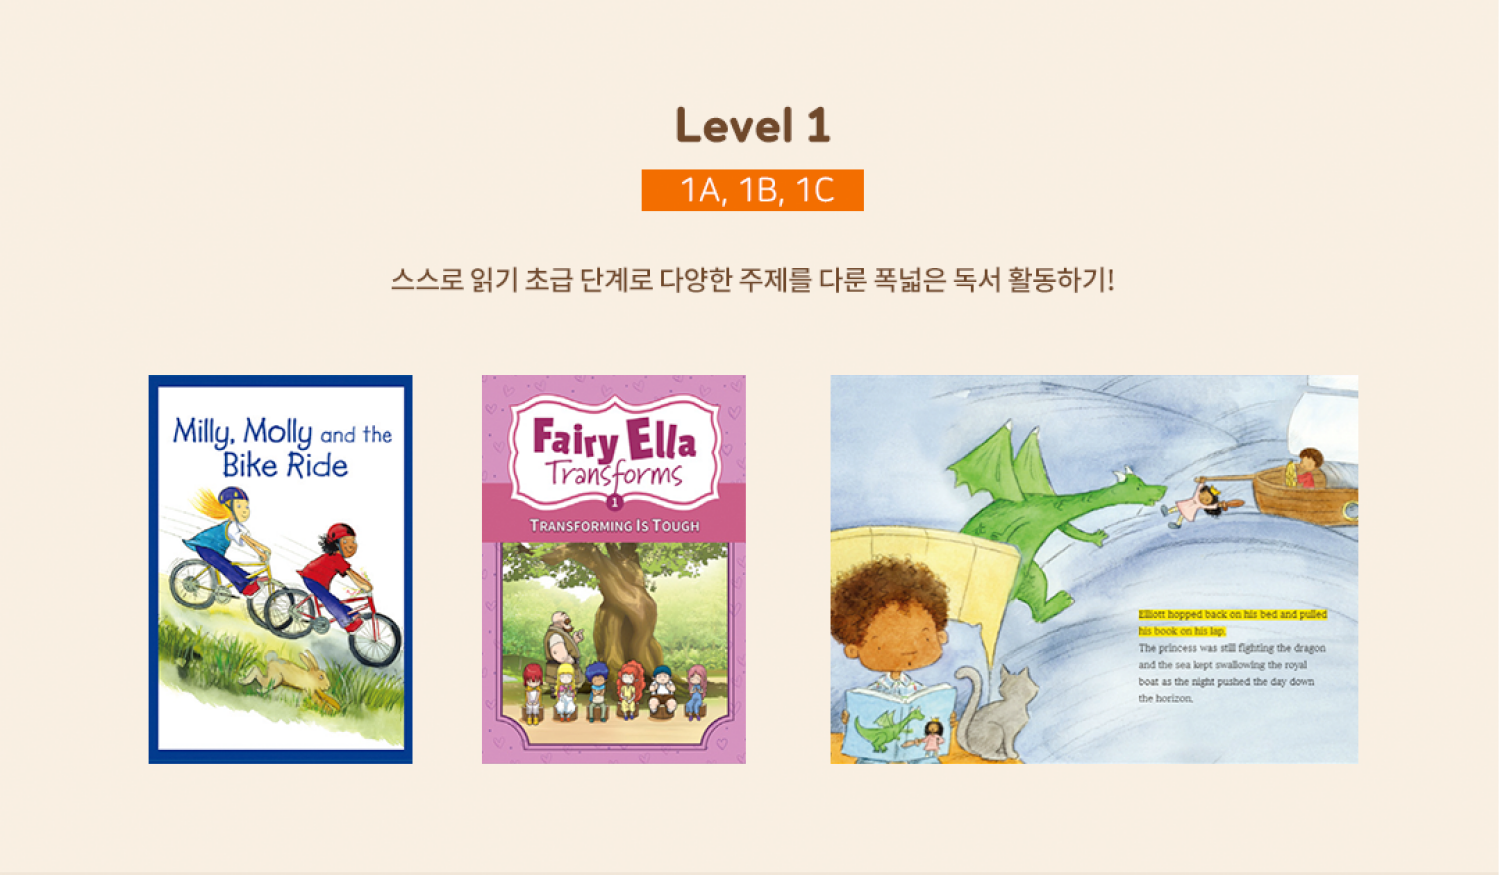 Level 1
1A, 1B, 1C
스스로 읽기 초급 단계로 다양한 주제를 다룬 폭넓은 독서 활동하기!
Milly, Molly and the
Bike Ride
Fairy Ella
Transforms
1
TRANSFORMING IS TOUGH
Elliott hopped back on his bed and pulled
his book on his lap.
The princess was still fighting the dragon
and the sea kept swallowing the royal
boat as the night pushed the day down
the horizon.